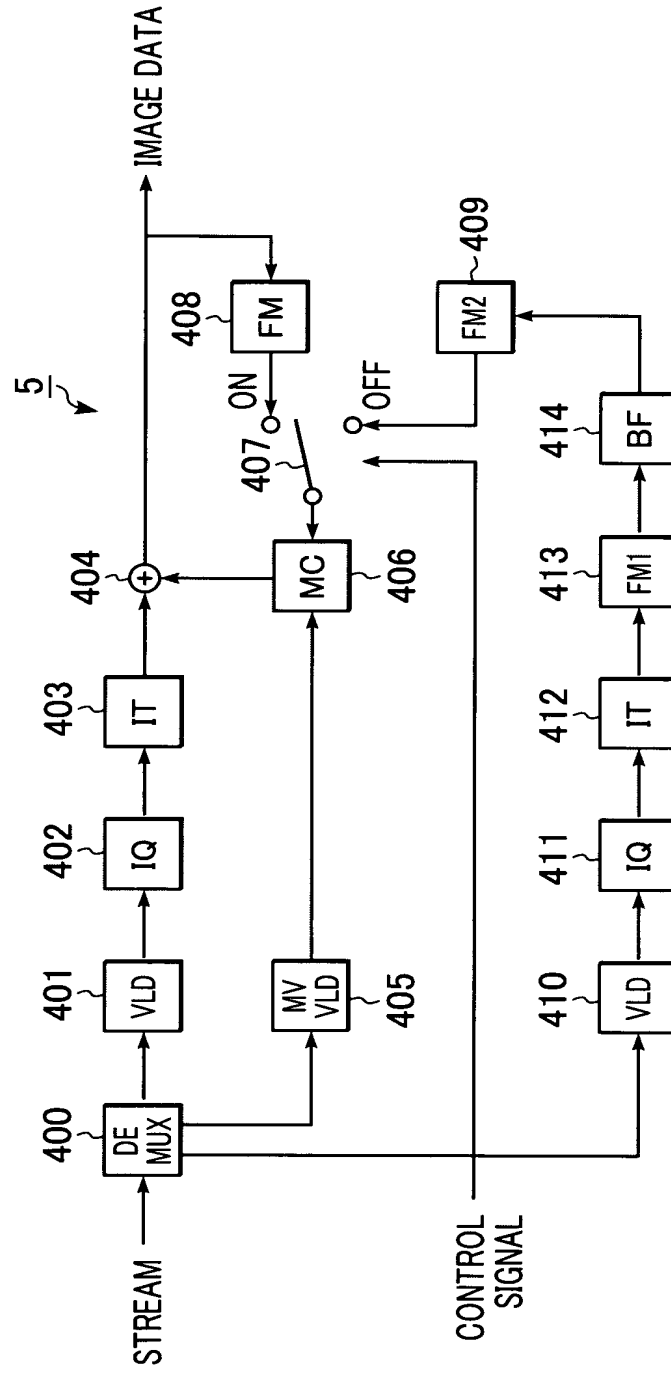 5
STREAM
400
DE
MUX
401
VLD
402
IQ
403
IT
404
+
IMAGE DATA
408
FM
ON
407
OFF
MC
406
MV
VLD
405
409
FM2
CONTROL
SIGNAL
410
VLD
411
IQ
412
IT
413
FM1
414
BF